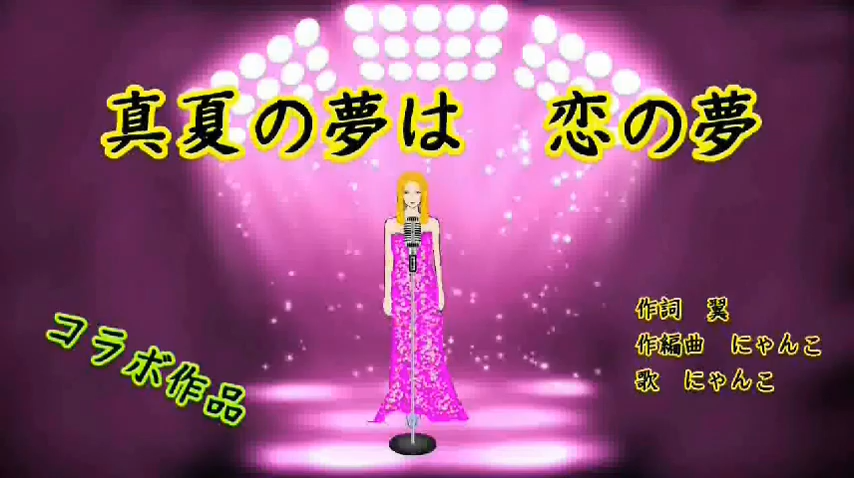 真夏の夢は　恋の夢
コラボ作品
作詞　翼
作編曲　にゃんこ
歌　にゃんこ